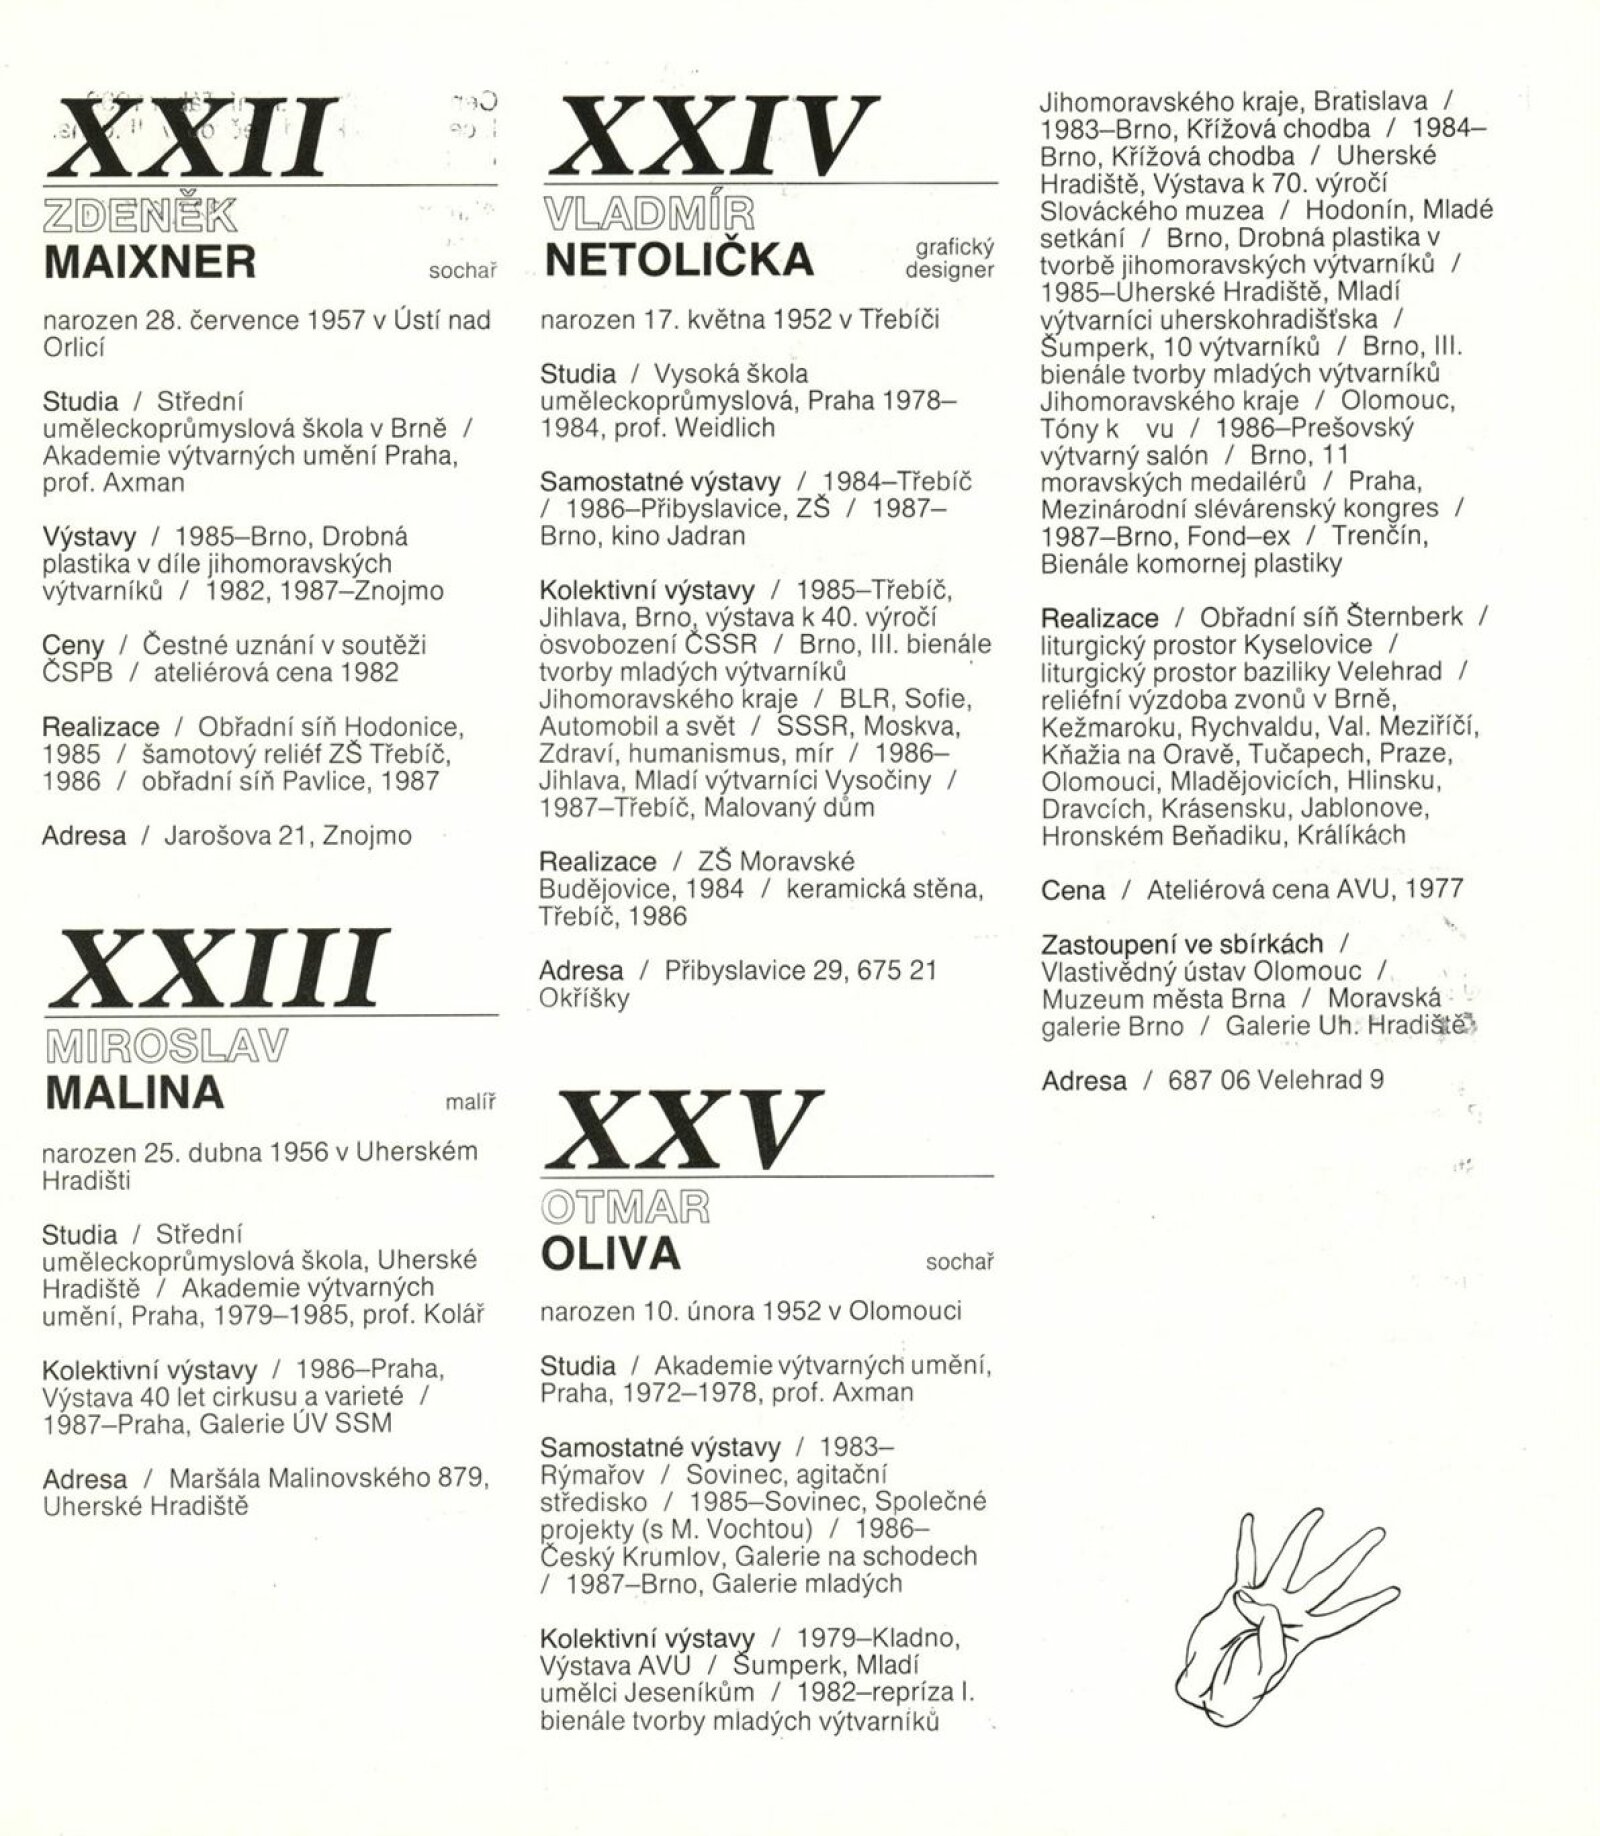 XXII
ZDENĚK
MAIXNER sochař
narozen 28. července 1957 v Ústí nad
Orlicí
Studia / Střední
uměleckoprůmyslová škola v Brně /
Akademie výtvarných umění Praha,
prof. Axman
Výstavy / 1985–Brno, Drobná
plastika v díle jihomoravských
výtvarníků / 1982, 1987–Znojmo
Ceny / Čestné uznání v soutěži
ČSPB / ateliérová cena 1982
Realizace / Obřadní síň Hodonice,
1985 / šamotový reliéf ZŠ Třebíč,
1986 / obřadní síň Pavlice, 1987
Adresa / Jarošova 21, Znojmo
XXIII
MIROSLAV
MALINA malíř
narozen 25. dubna 1956 v Uherském
Hradišti
Studia / Střední
uměleckoprůmyslová škola, Uherské
Hradiště / Akademie výtvarných
umění, Praha, 1979–1985, prof. Kolář
Kolektivní výstavy / 1986–Praha,
Výstava 40 let cirkusu a varieté /
1987–Praha, Galerie ÚV SSM
Adresa / Maršála Malinovského 879,
Uherské Hradiště
XXIV
VLADMÍR
NETOLIČKA grafický
designer
narozen 17. května 1952 v Třebíči
Studia / Vysoká škola
uměleckoprůmyslová, Praha 1978–
1984, prof. Weidlich
Samostatné výstavy / 1984–Třebíč
/ 1986–Přibyslavice, ZŠ / 1987–
Brno, kino Jadran
Kolektivní výstavy / 1985–Třebíč,
Jihlava, Brno, výstava k 40. výročí
osvobození ČSSR / Brno, III. bienále
tvorby mladých výtvarníků
Jihomoravského kraje / BLR, Sofie,
Automobil a svět / SSSR, Moskva,
Zdraví, humanismus, mír / 1986–
Jihlava, Mladí výtvarníci Vysočiny /
1987–Třebíč, Malovaný dům
Realizace / ZŠ Moravské
Budějovice, 1984 / keramická stěna,
Třebíč, 1986
Adresa / Přibyslavice 29, 675 21
Okříšky
XXV
OTMAR
OLIVA sochař
narozen 10. února 1952 v Olomouci
Studia / Akademie výtvarných umění,
Praha, 1972–1978, prof. Axman
Samostatné výstavy / 1983–
Rýmařov / Sovinec, agitační
středisko / 1985–Sovinec, Společné
projekty (s M. Vochtou) / 1986–
Český Krumlov, Galerie na schodech
/ 1987–Brno, Galerie mladých
Kolektivní výstavy / 1979–Kladno,
Výstava AVU / Šumperk, Mladí
umělci Jeseníkům / 1982–repríza I.
bienále tvorby mladých výtvarníků
Jihomoravského kraje, Bratislava /
1983–Brno, Křížová chodba / 1984–
Brno, Křížová chodba / Uherské
Hradiště, Výstava k 70. výročí
Slováckého muzea / Hodonín, Mladé
setkání / Brno, Drobná plastika v
tvorbě jihomoravských výtvarníků /
1985–Uherské Hradiště, Mladí
výtvarníci uherskohradišťska /
Šumperk, 10 výtvarníků / Brno, III.
bienále tvorby mladých výtvarníků
Jihomoravského kraje / Olomouc,
Tóny k vu / 1986–Prešovský
výtvarný salón / Brno, 11
moravských medailérů / Praha,
Mezinárodní slévárenský kongres /
1987–Brno, Fond–ex / Trenčín,
Bienále komornej plastiky
Realizace / Obřadní síň Šternberk /
liturgický prostor Kyselovice /
liturgický prostor baziliky Velehrad /
reliéfní výzdoba zvonů v Brně,
Kežmaroku, Rychvaldu, Val. Meziříčí,
Kňažia na Oravě, Tučapech, Praze,
Olomouci, Mladějovicích, Hlinsku,
Dravcích, Krásensku, Jablonove,
Hronském Beňadiku, Králíkách
Cena / Ateliérová cena AVU, 1977
Zastoupení ve sbírkách /
Vlastivědný ústav Olomouc /
Muzeum města Brna / Moravská
galerie Brno / Galerie Uh. Hradiště
Adresa / 687 06 Velehrad 9